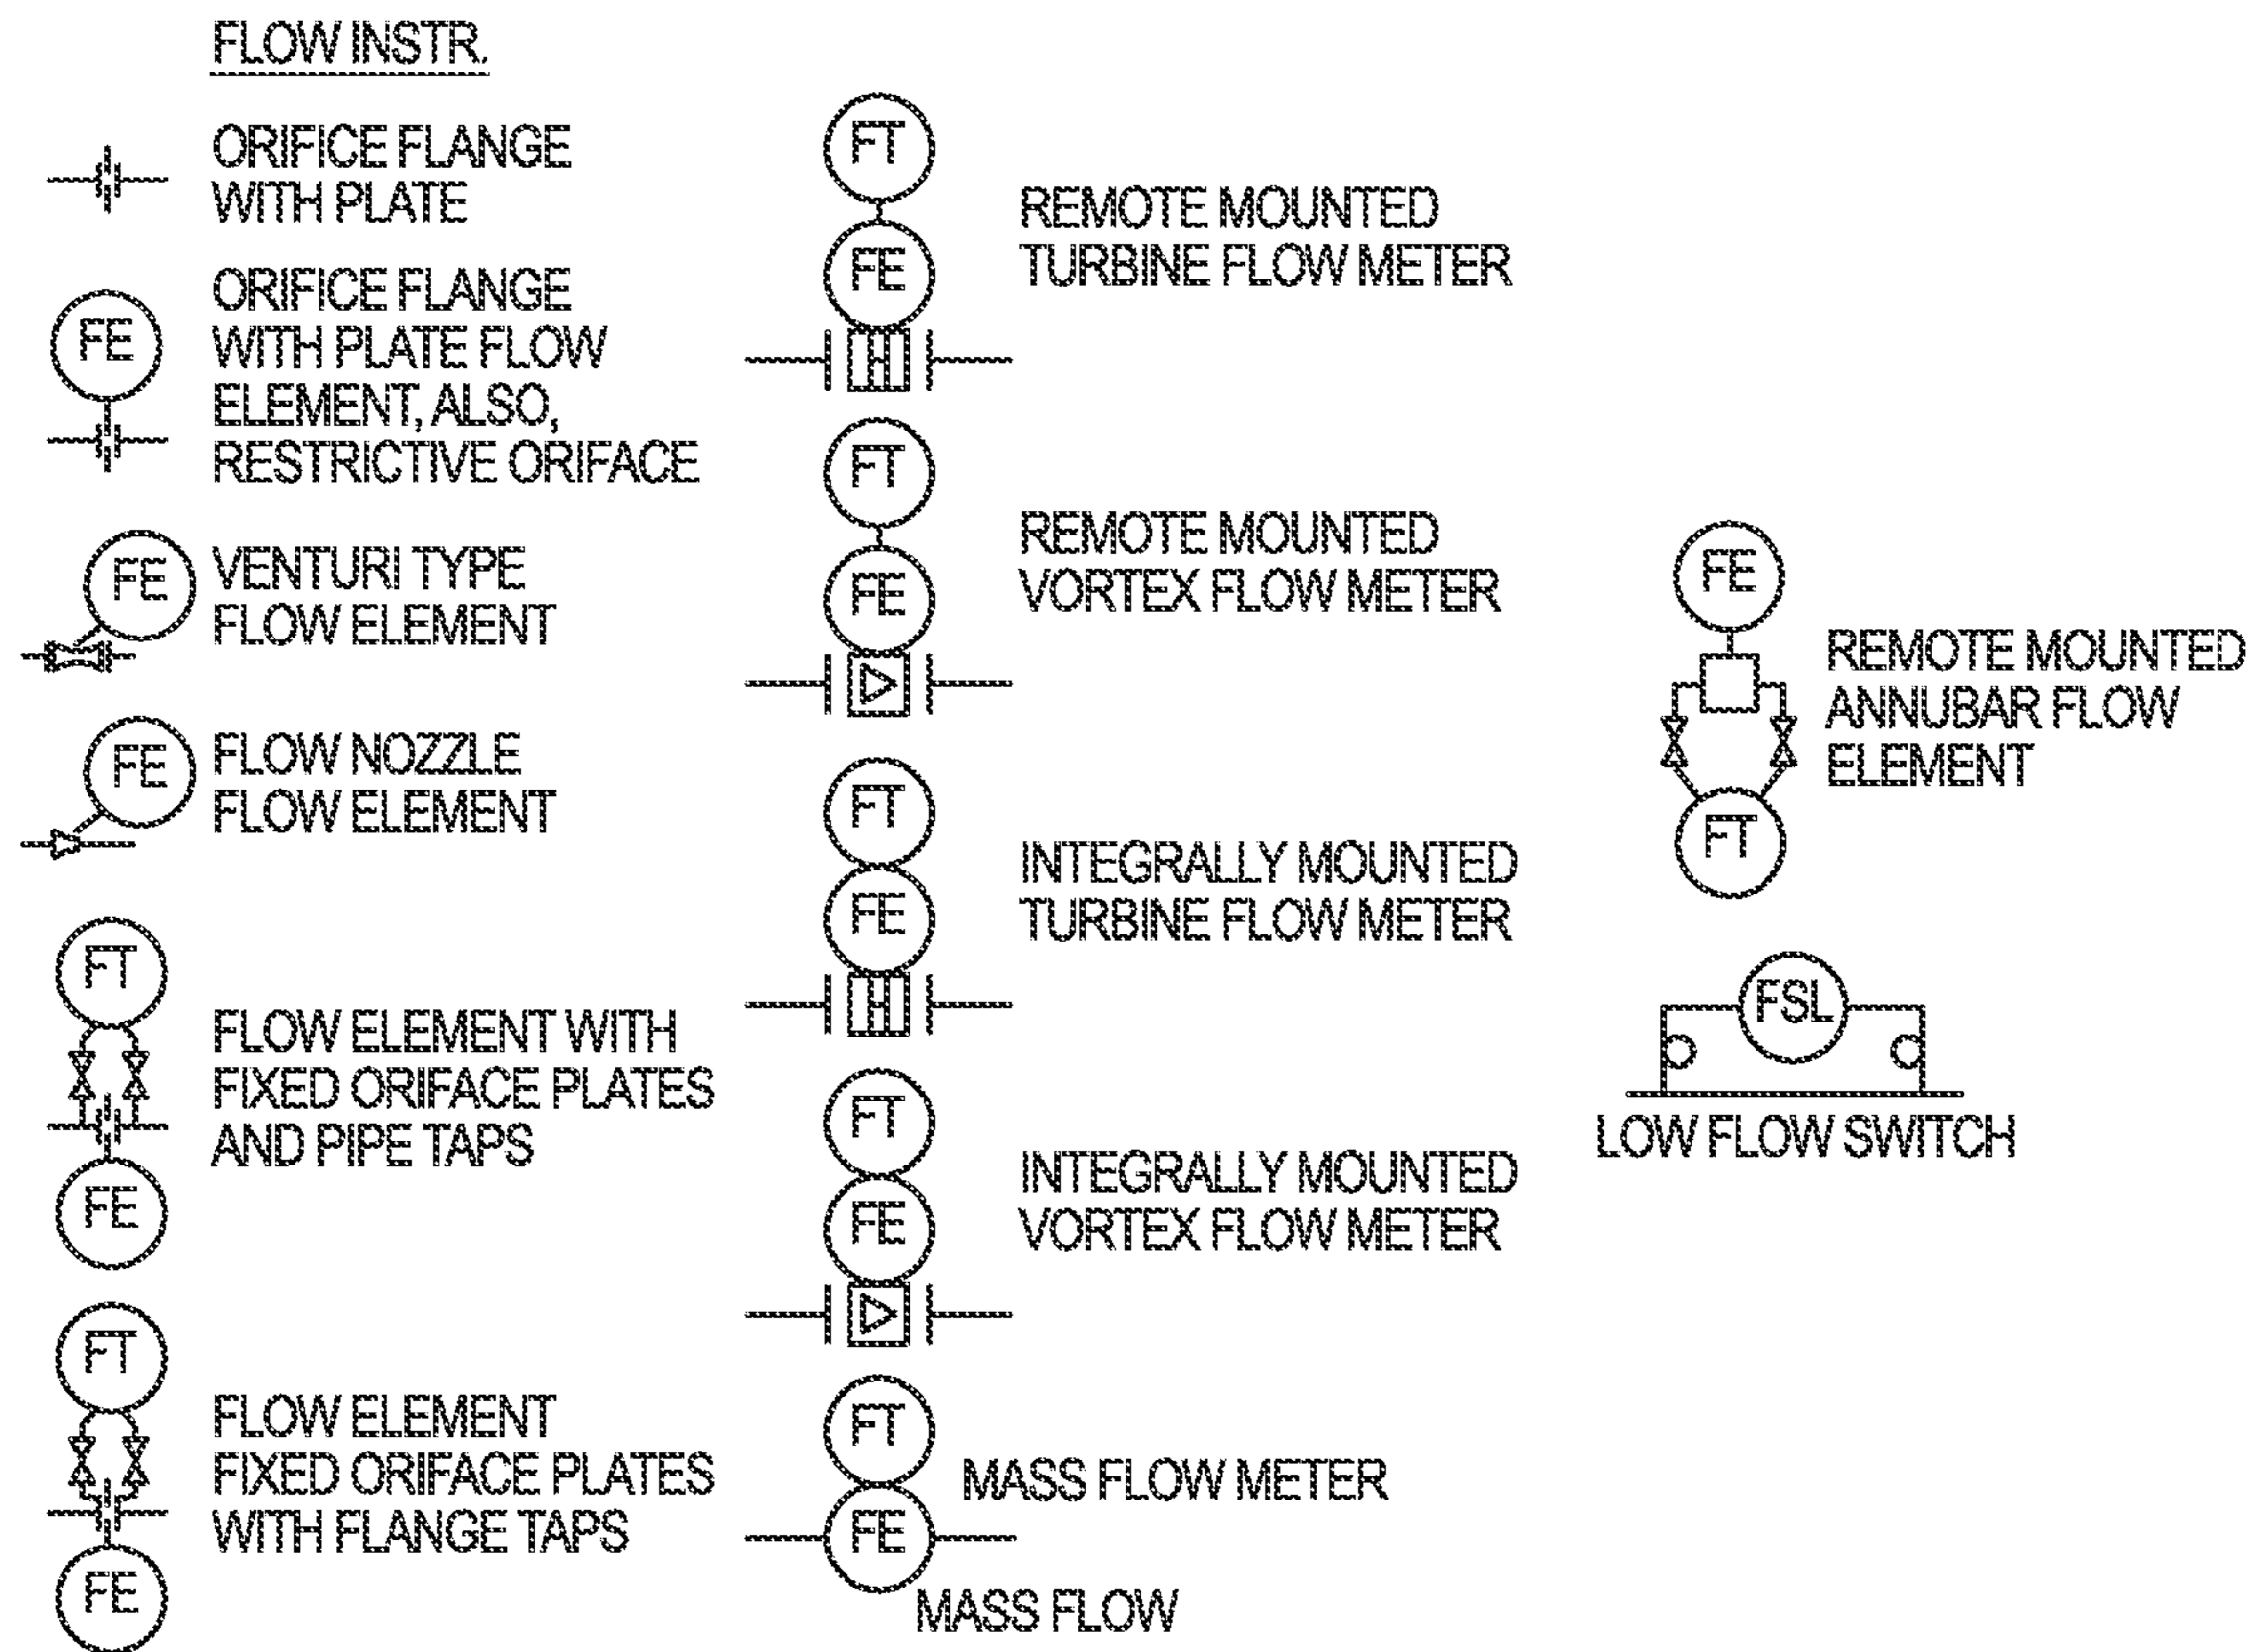 FLOW INSTR.
ORIFICE FLANGE
WITH PLATE
FE
ORIFICE FLANGE
WITH PLATE FLOW
ELEMENT, ALSO,
RESTRICTIVE ORIFACE
FE
VENTURI TYPE
FLOW ELEMENT
FE
FLOW NOZZLE
FLOW ELEMENT
FT
FLOW ELEMENT WITH
FIXED ORIFACE PLATES
AND PIPE TAPS
FE
FT
FLOW ELEMENT
FIXED ORIFACE PLATES
WITH FLANGE TAPS
FE
FT
REMOTE MOUNTED
TURBINE FLOW METER
FE
FT
REMOTE MOUNTED
VORTEX FLOW METER
FE
FT
INTEGRALLY MOUNTED
TURBINE FLOW METER
FE
FT
INTEGRALLY MOUNTED
VORTEX FLOW METER
FE
FT
MASS FLOW METER
FE
MASS FLOW
FE
REMOTE MOUNTED
ANNUBAR FLOW
ELEMENT
FT
FSL
LOW FLOW SWITCH